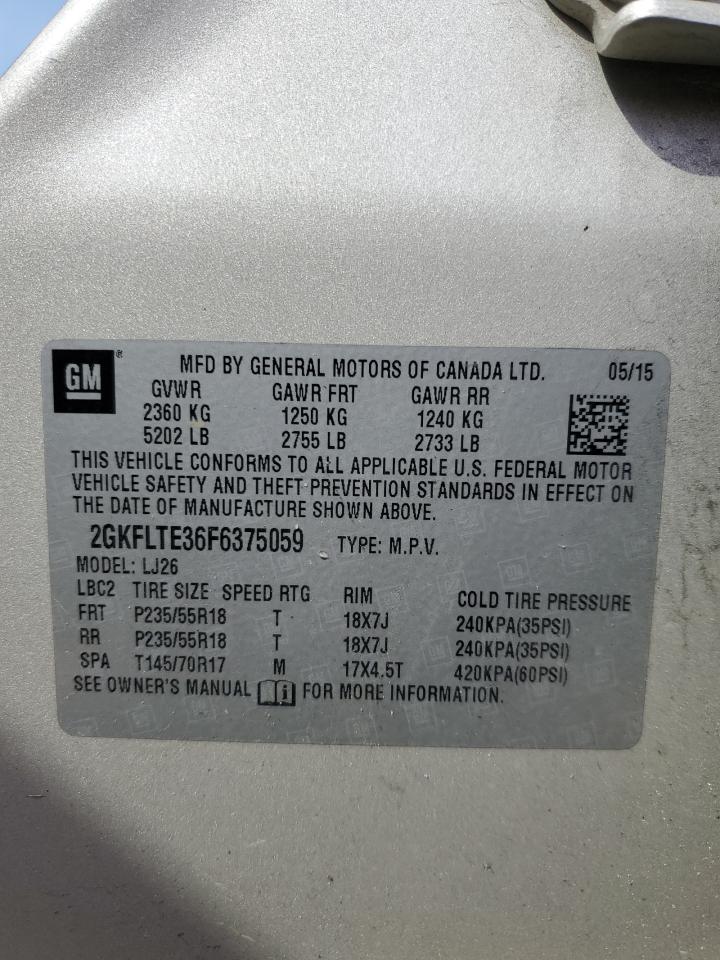 GM ® MFD BY GENERAL MOTORS OF CANADA LTD. 05/15
GVWR GAWR FRT GAWR RR
2360 KG 1250 KG 1240 KG
5202 LB 2755 LB 2733 LB
THIS VEHICLE CONFORMS TO ALL APPLICABLE U.S. FEDERAL MOTOR
VEHICLE SAFETY AND THEFT PREVENTION STANDARDS IN EFFECT ON
THE DATE OF MANUFACTURE SHOWN ABOVE.
2GKFLTE36F6375059 TYPE: M.P.V.
MODEL: LJ26
LBC2 TIRE SIZE SPEED RTG RIM COLD TIRE PRESSURE
FRT P235/55R18 T 18X7J 240KPA(35PSI)
RR P235/55R18 T 18X7J 240KPA(35PSI)
SPA T145/70R17 M 17X4.5T 420KPA(60PSI)
SEE OWNER'S MANUAL i FOR MORE INFORMATION.